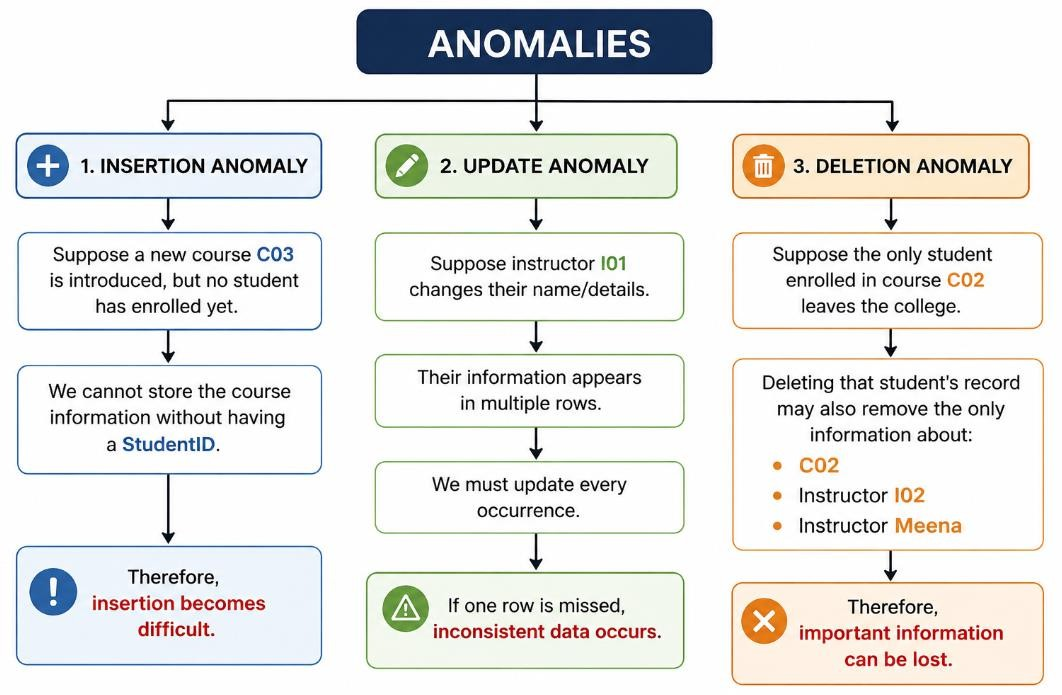 ANOMALIES
1. INSERTION ANOMALY
Suppose a new course C03
is introduced, but no student
has enrolled yet.
We cannot store the course
information without having
a StudentID.
Therefore,
insertion becomes
difficult.
2. UPDATE ANOMALY
Suppose instructor I01
changes their name/details.
Their information appears
in multiple rows.
We must update every
occurrence.
If one row is missed,
inconsistent data occurs.
3. DELETION ANOMALY
Suppose the only student
enrolled in course C02
leaves the college.
Deleting that student's record
may also remove the only
information about:
• C02
• Instructor I02
• Instructor Meena
Therefore,
important information
can be lost.